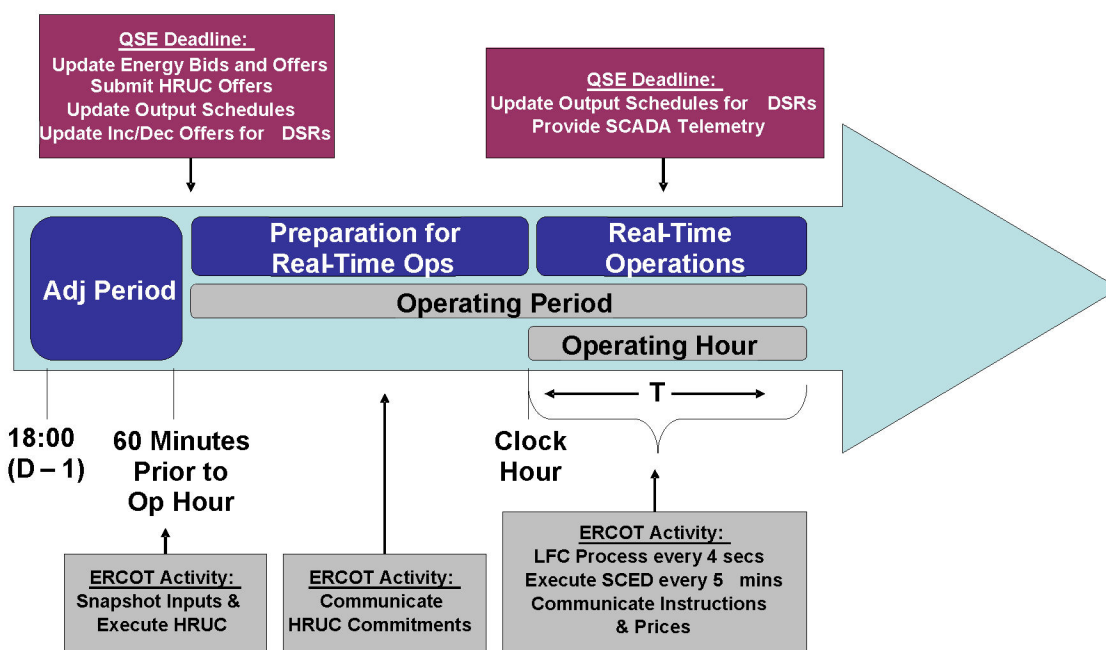 QSE Deadline:
Update Energy Bids and Offers
Submit HRUC Offers
Update Output Schedules
Update Inc/Dec Offers for DSRs
QSE Deadline:
Update Output Schedules for DSRs
Provide SCADA Telemetry
Adj Period
Preparation for
Real-Time Ops
Real-Time
Operations
Operating Period
Operating Hour
T
18:00
(D – 1)
60 Minutes
Prior to
Op Hour
Clock
Hour
ERCOT Activity:
Snapshot Inputs &
Execute HRUC
ERCOT Activity:
Communicate
HRUC Commitments
ERCOT Activity:
LFC Process every 4 secs
Execute SCED every 5 mins
Communicate Instructions
& Prices